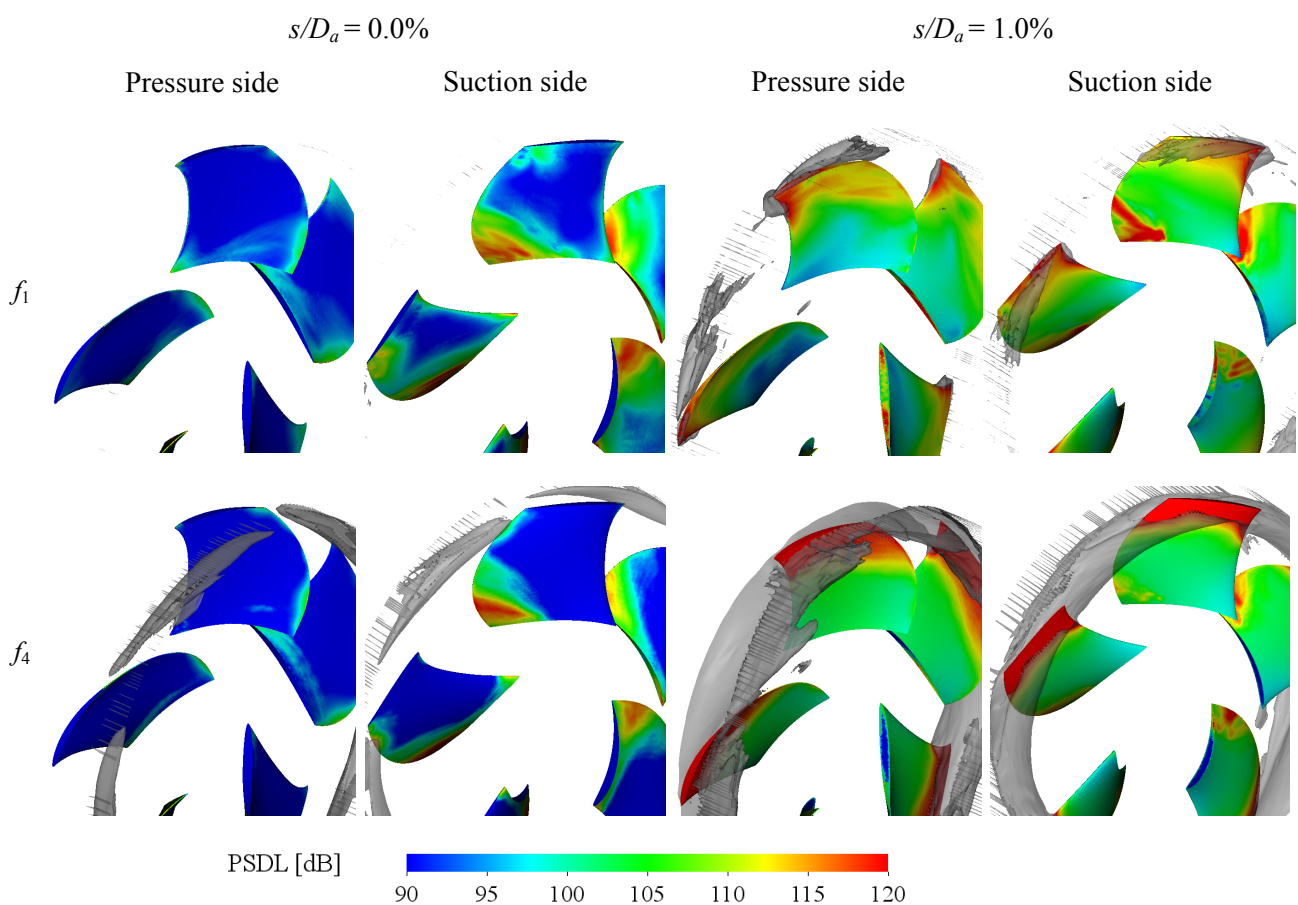 s/Da = 0.0% s/Da = 1.0%
Pressure side Suction side Pressure side Suction side
f1
f4
PSDL [dB]
90 95 100 105 110 115 120